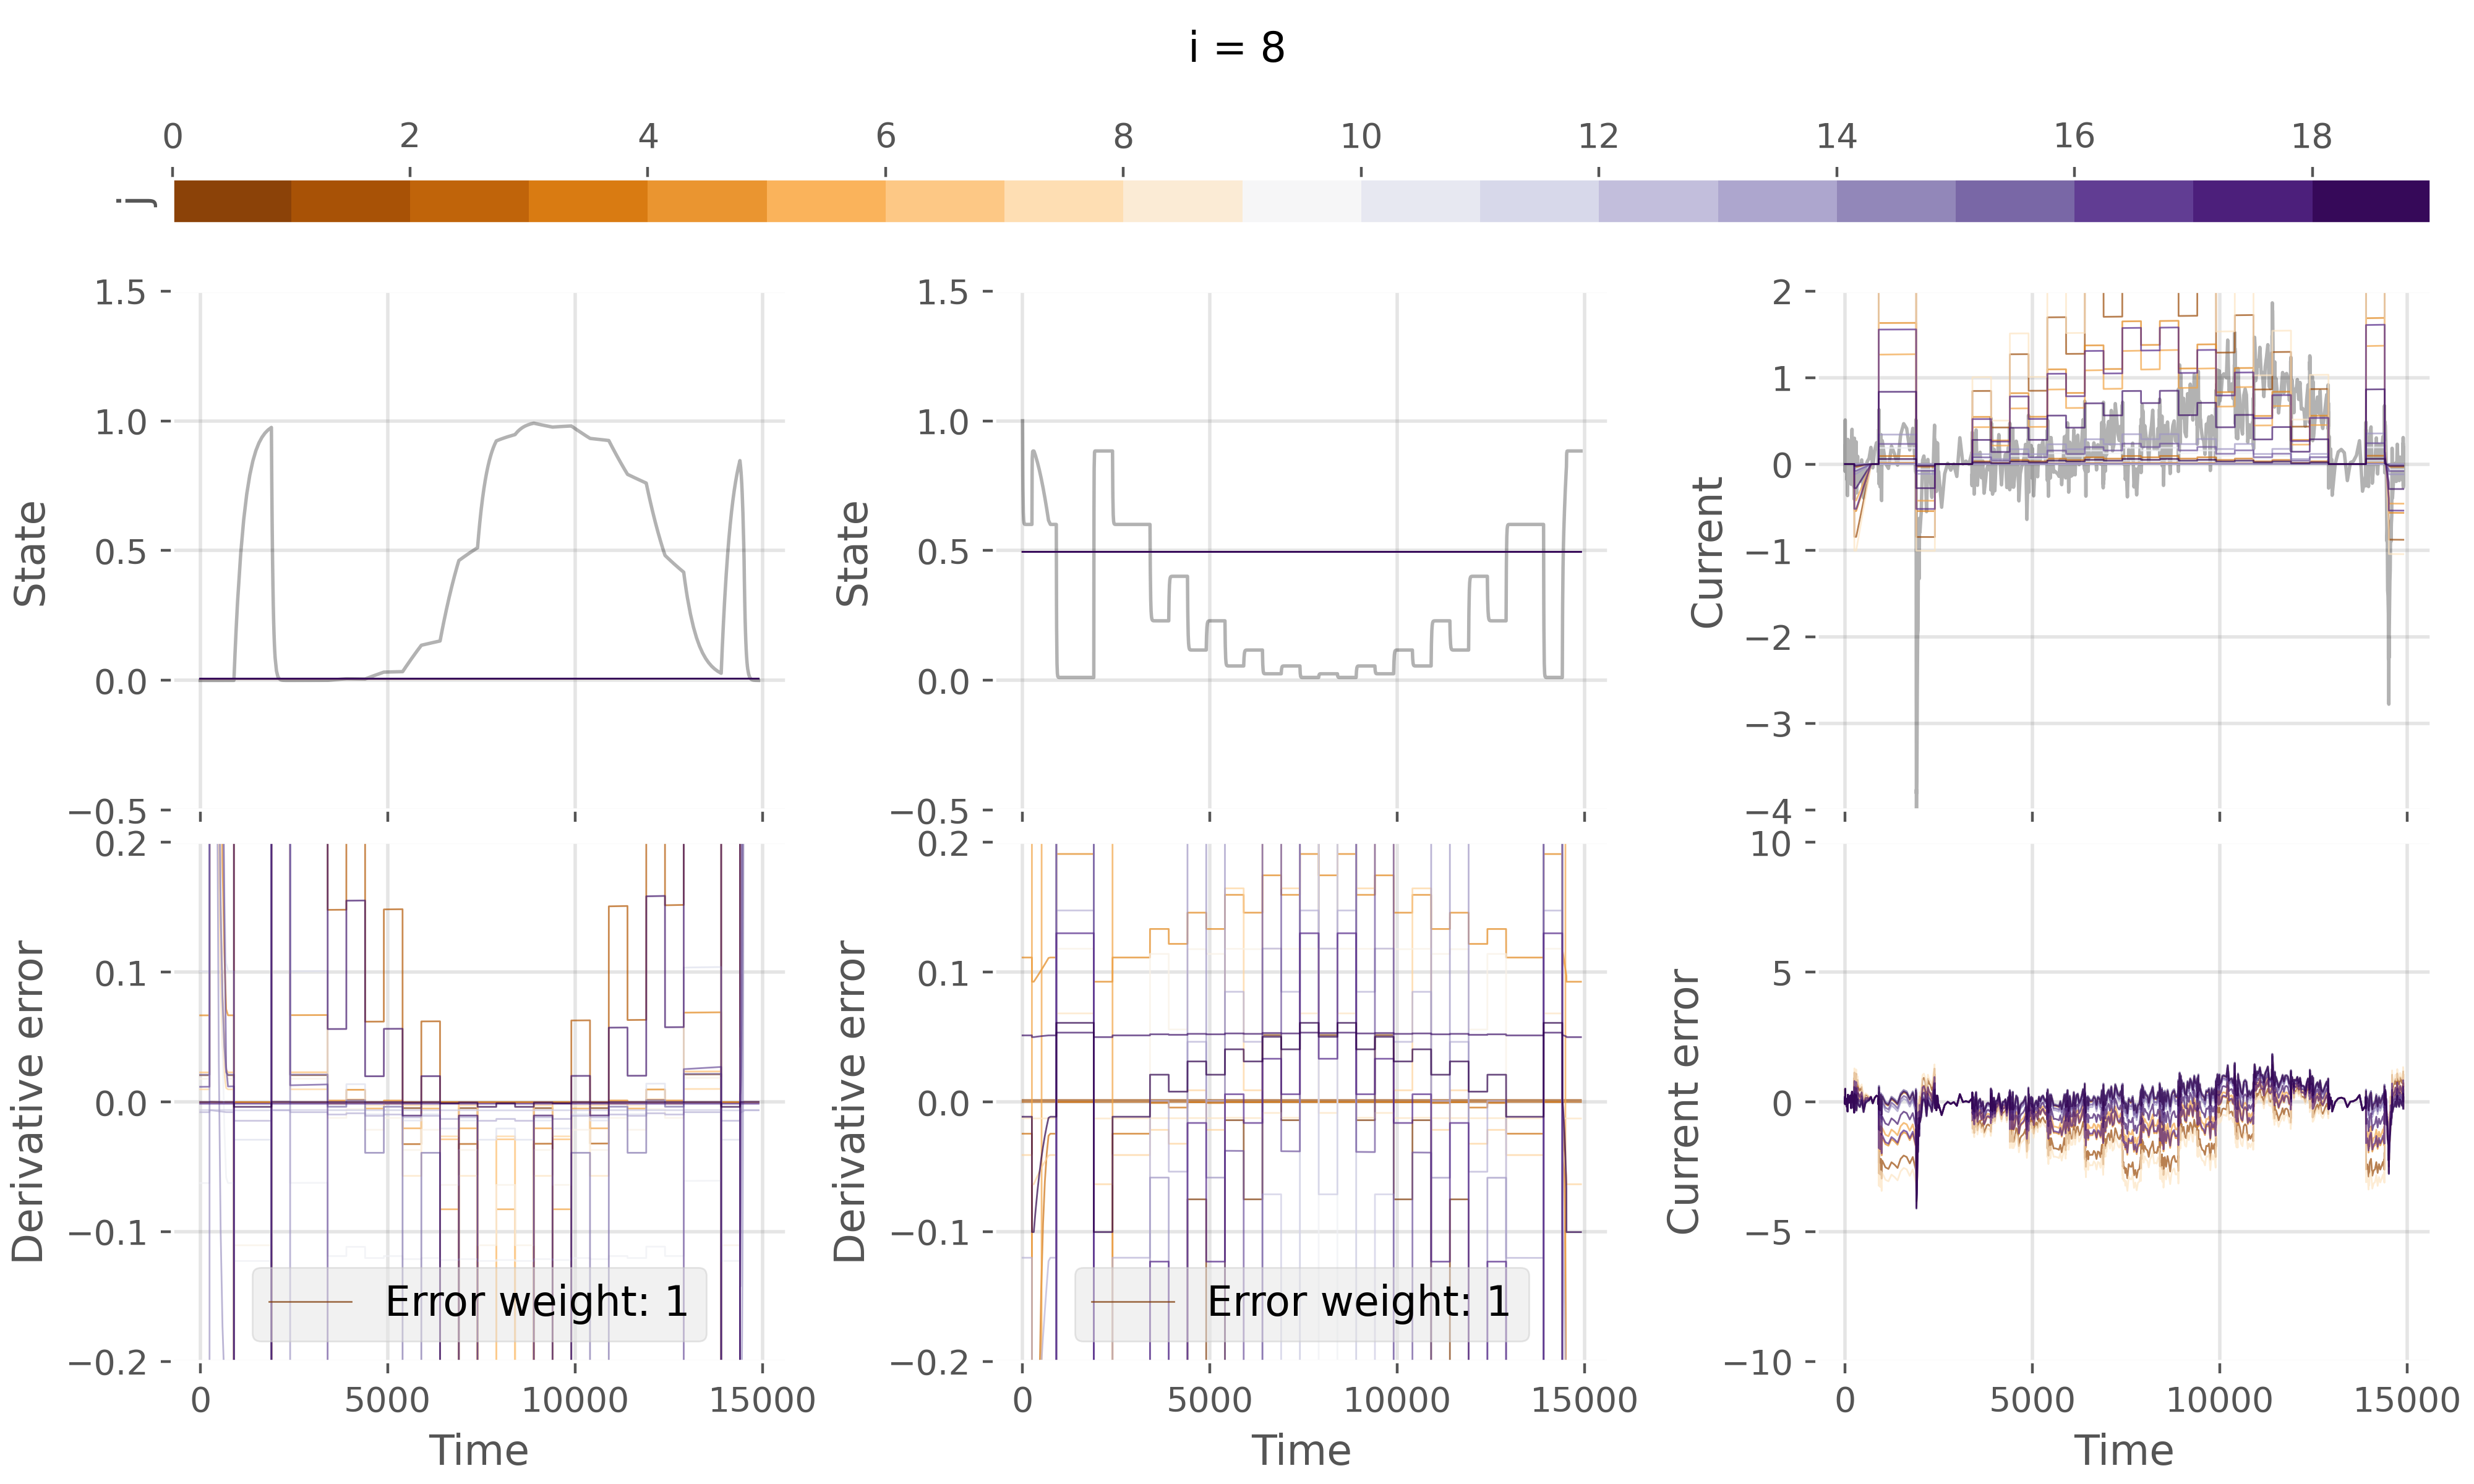 i = 8
0 2 4 6 8 10 12 14 16 18
j
1.5 1.0 0.5 0.0 −0.5
State
1.5 1.0 0.5 0.0 −0.5
State
2 1 0 −1 −2 −3 −4
Current
0.2 0.1 0.0 −0.1 −0.2
Derivative error
Error weight: 1
0 5000 10000 15000
Time
0.2 0.1 0.0 −0.1 −0.2
Derivative error
Error weight: 1
0 5000 10000 15000
Time
10 5 0 −5 −10
Current error
0 5000 10000 15000
Time